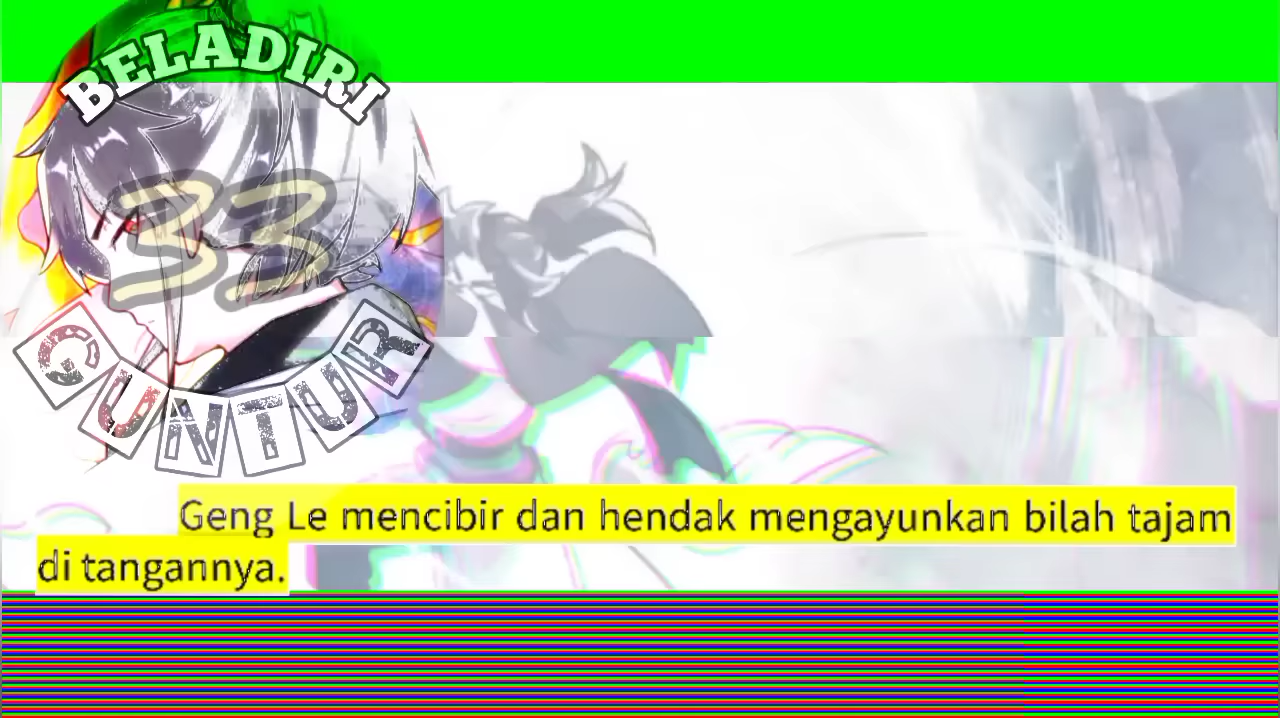 BELADIRI
33
GUNTUR
Geng Le mencibir dan hendak mengayunkan bilah tajam
di tangannya.